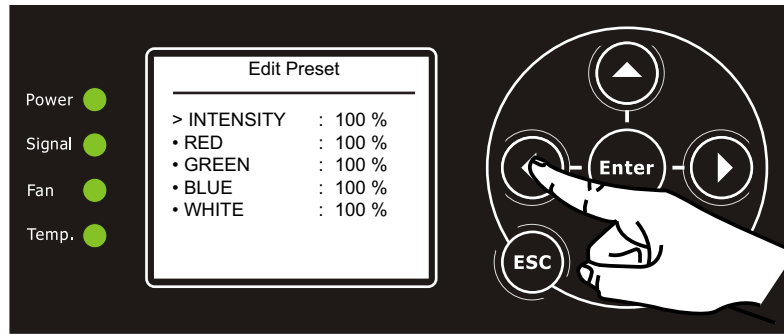 Edit Preset
> INTENSITY : 100 %
• RED : 100 %
• GREEN : 100 %
• BLUE : 100 %
• WHITE : 100 %
Power
Signal
Fan
Temp.
Enter
ESC